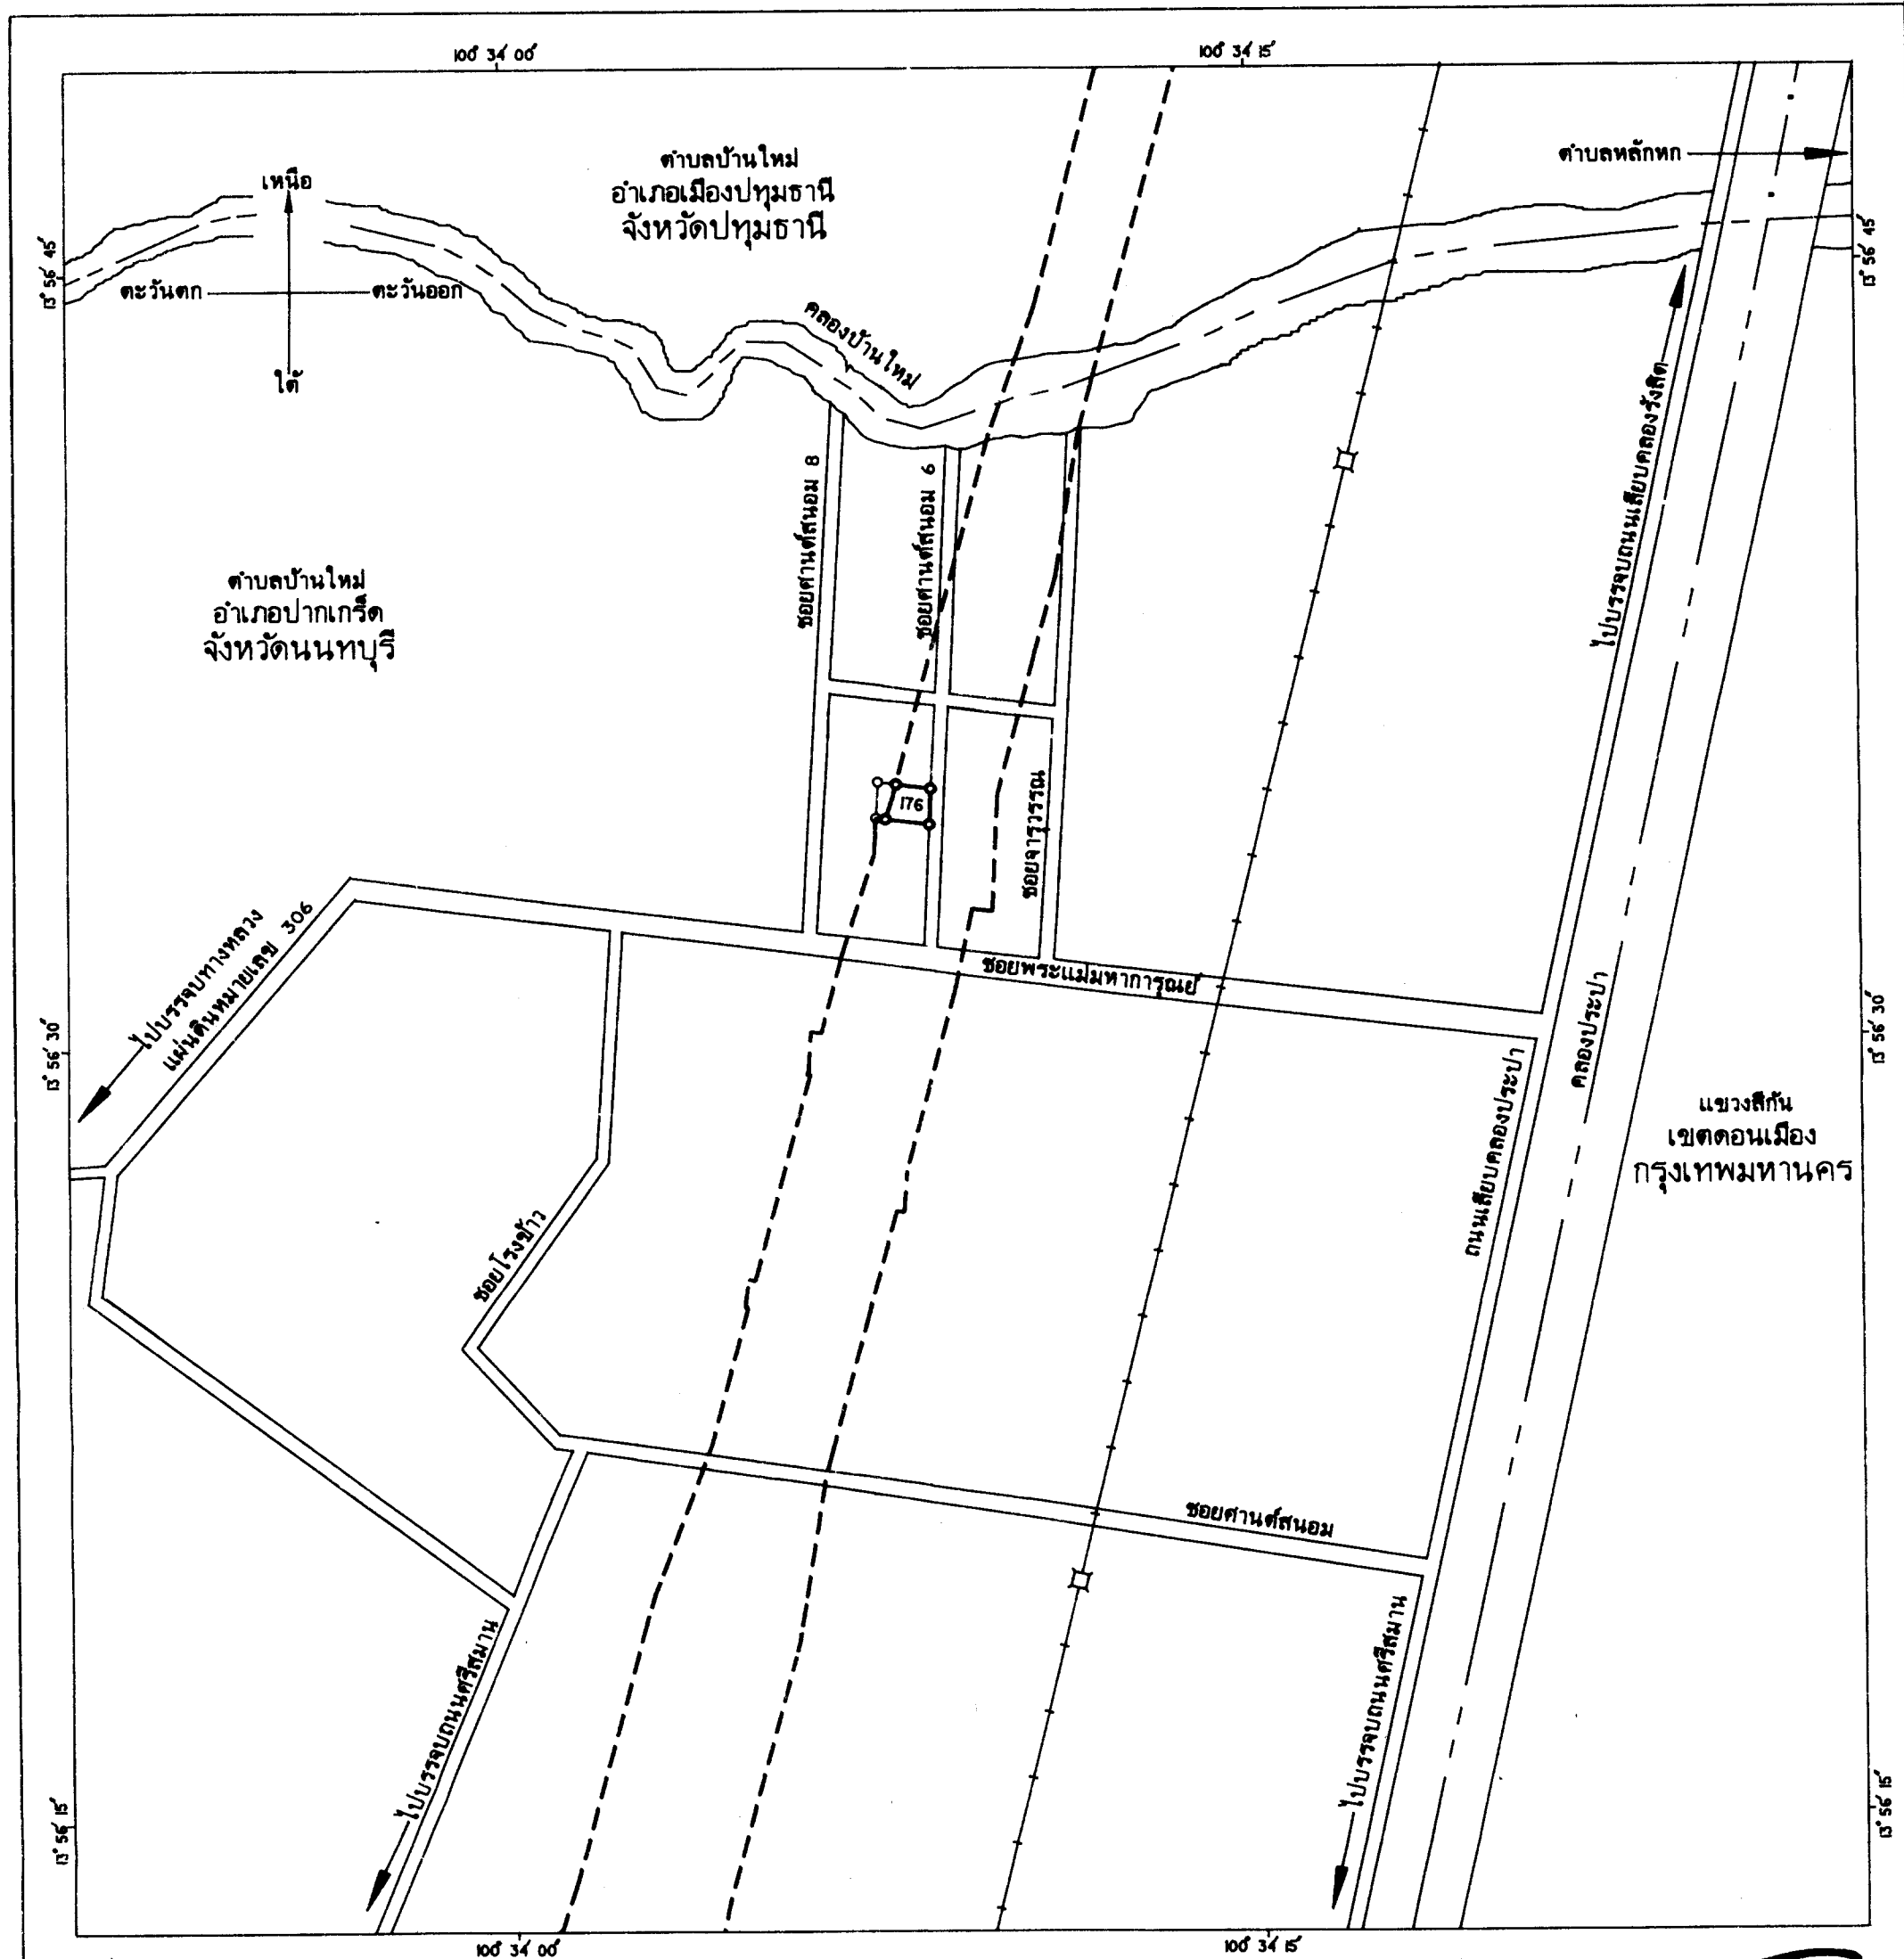 100° 34′ 00″
100° 34′ 15″
ตำบลบ้านใหม่
อำเภอเมืองปทุมธานี
จังหวัดปทุมธานี
ตำบลหลักหก
เหนือ
ตะวันตก
ตะวันออก
ใต้
13° 56′ 45″
13° 56′ 45″
คลองบ้านใหม่
ซอยศานต์สนอม 8
ซอยศานต์สนอม 6
ไปบรรจบถนนเลียบคลองรังสิต
ตำบลบ้านใหม่
อำเภอปากเกร็ด
จังหวัดนนทบุรี
176
ซอยจารุวรรณ
ไปบรรจบทางหลวง
แผ่นดินหมายเลข 306
ซอยพระแม่มหาการุณย์
13° 56′ 30″
13° 56′ 30″
คลองประปา
ถนนเลียบคลองประปา
แขวงสีกัน
เขตดอนเมือง
กรุงเทพมหานคร
ซอยโรงข้าว
ซอยศานต์สนอม
ไปบรรจบถนนศรีสมาน
ไปบรรจบถนนศรีสมาน
13° 56′ 15″
13° 56′ 15″
100° 34′ 00″
100° 34′ 15″